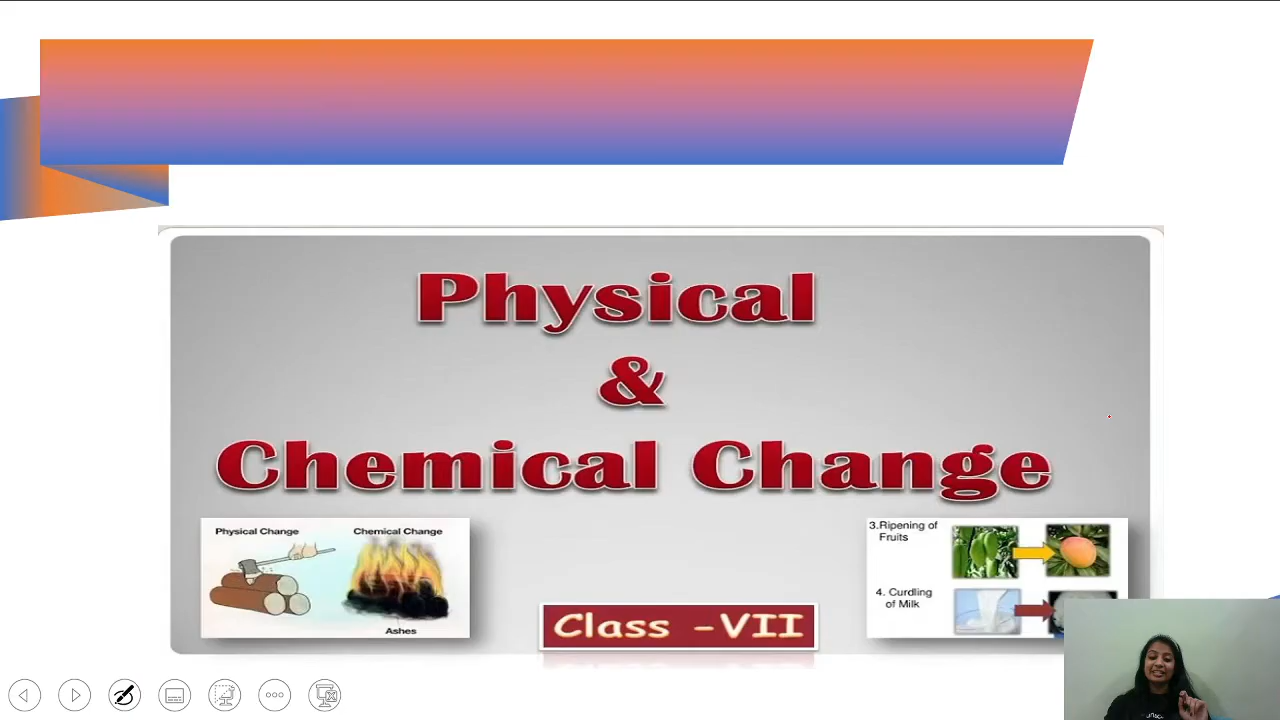 Physical
&
Chemical Change
Physical Change
Chemical Change
Ashes
3.Ripening of
Fruits
4. Curdling
of Milk
Class -VII